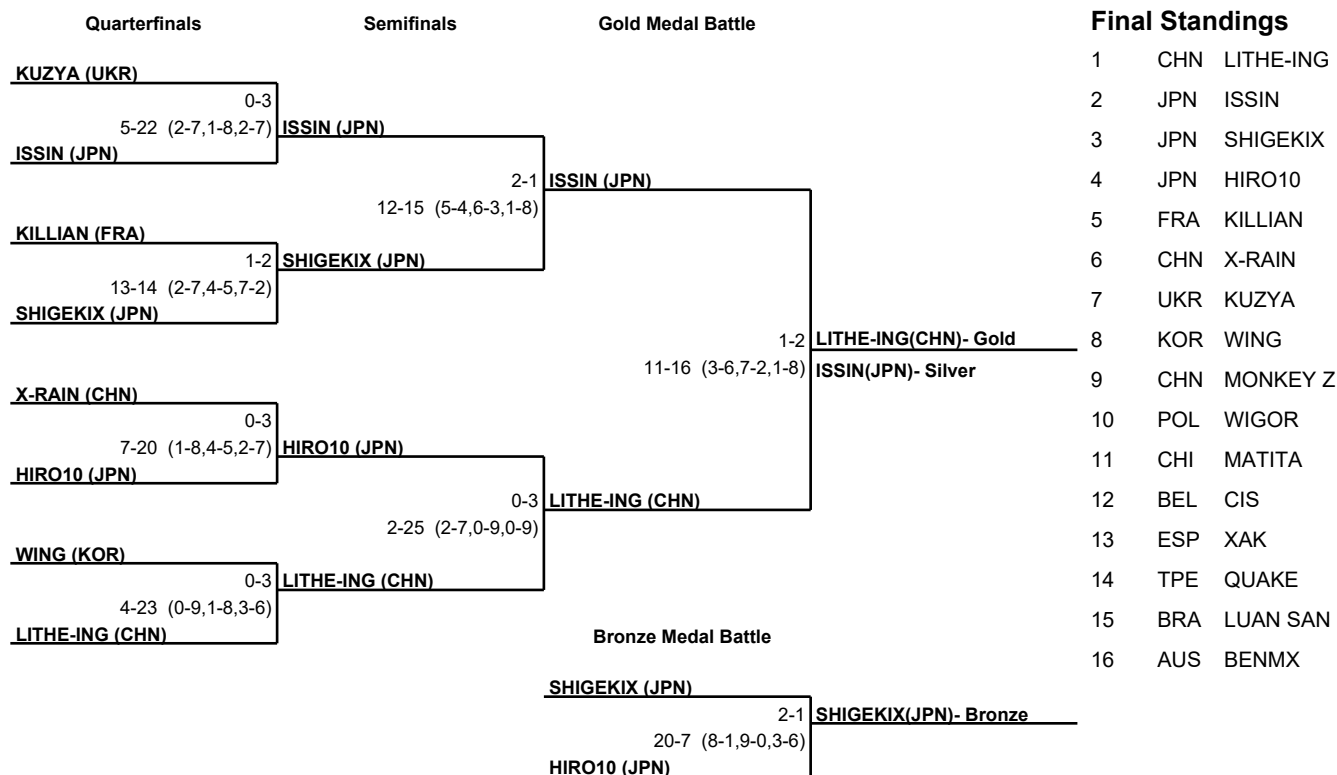 Quarterfinals Semifinals Gold Medal Battle Final Standings
1 CHN LITHE-ING
KUZYA (UKR)
2 JPN ISSIN
0-3
5-22 (2-7,1-8,2-7) ISSIN (JPN)
3 JPN SHIGEKIX
ISSIN (JPN)
2-1 ISSIN (JPN)
4 JPN HIRO10
12-15 (5-4,6-3,1-8)
KILLIAN (FRA)
5 FRA KILLIAN
1-2 SHIGEKIX (JPN)
6 CHN X-RAIN
13-14 (2-7,4-5,7-2)
SHIGEKIX (JPN)
7 UKR KUZYA
1-2 LITHE-ING(CHN)- Gold
8 KOR WING
11-16 (3-6,7-2,1-8) ISSIN(JPN)- Silver
9 CHN MONKEY Z
X-RAIN (CHN)
0-3
10 POL WIGOR
7-20 (1-8,4-5,2-7) HIRO10 (JPN)
HIRO10 (JPN)
11 CHI MATITA
0-3 LITHE-ING (CHN)
12 BEL CIS
2-25 (2-7,0-9,0-9)
WING (KOR)
13 ESP XAK
0-3 LITHE-ING (CHN)
14 TPE QUAKE
4-23 (0-9,1-8,3-6)
LITHE-ING (CHN)
15 BRA LUAN SAN
Bronze Medal Battle
16 AUS BENMX
SHIGEKIX (JPN)
2-1 SHIGEKIX(JPN)- Bronze
20-7 (8-1,9-0,3-6)
HIRO10 (JPN)